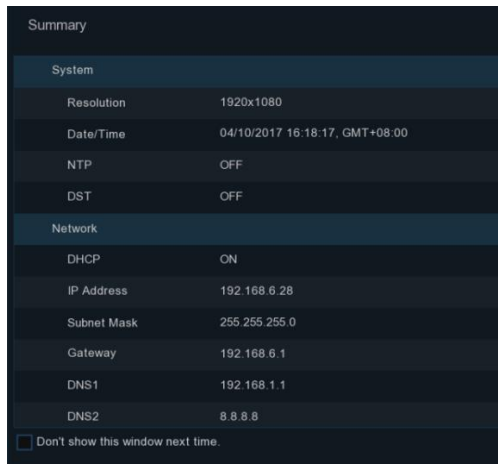 Summary
System
Resolution 1920x1080
Date/Time 04/10/2017 16:18:17, GMT+08:00
NTP OFF
DST OFF
Network
DHCP ON
IP Address 192.168.6.28
Subnet Mask 255.255.255.0
Gateway 192.168.6.1
DNS1 192.168.1.1
DNS2 8.8.8.8
Don't show this window next time.